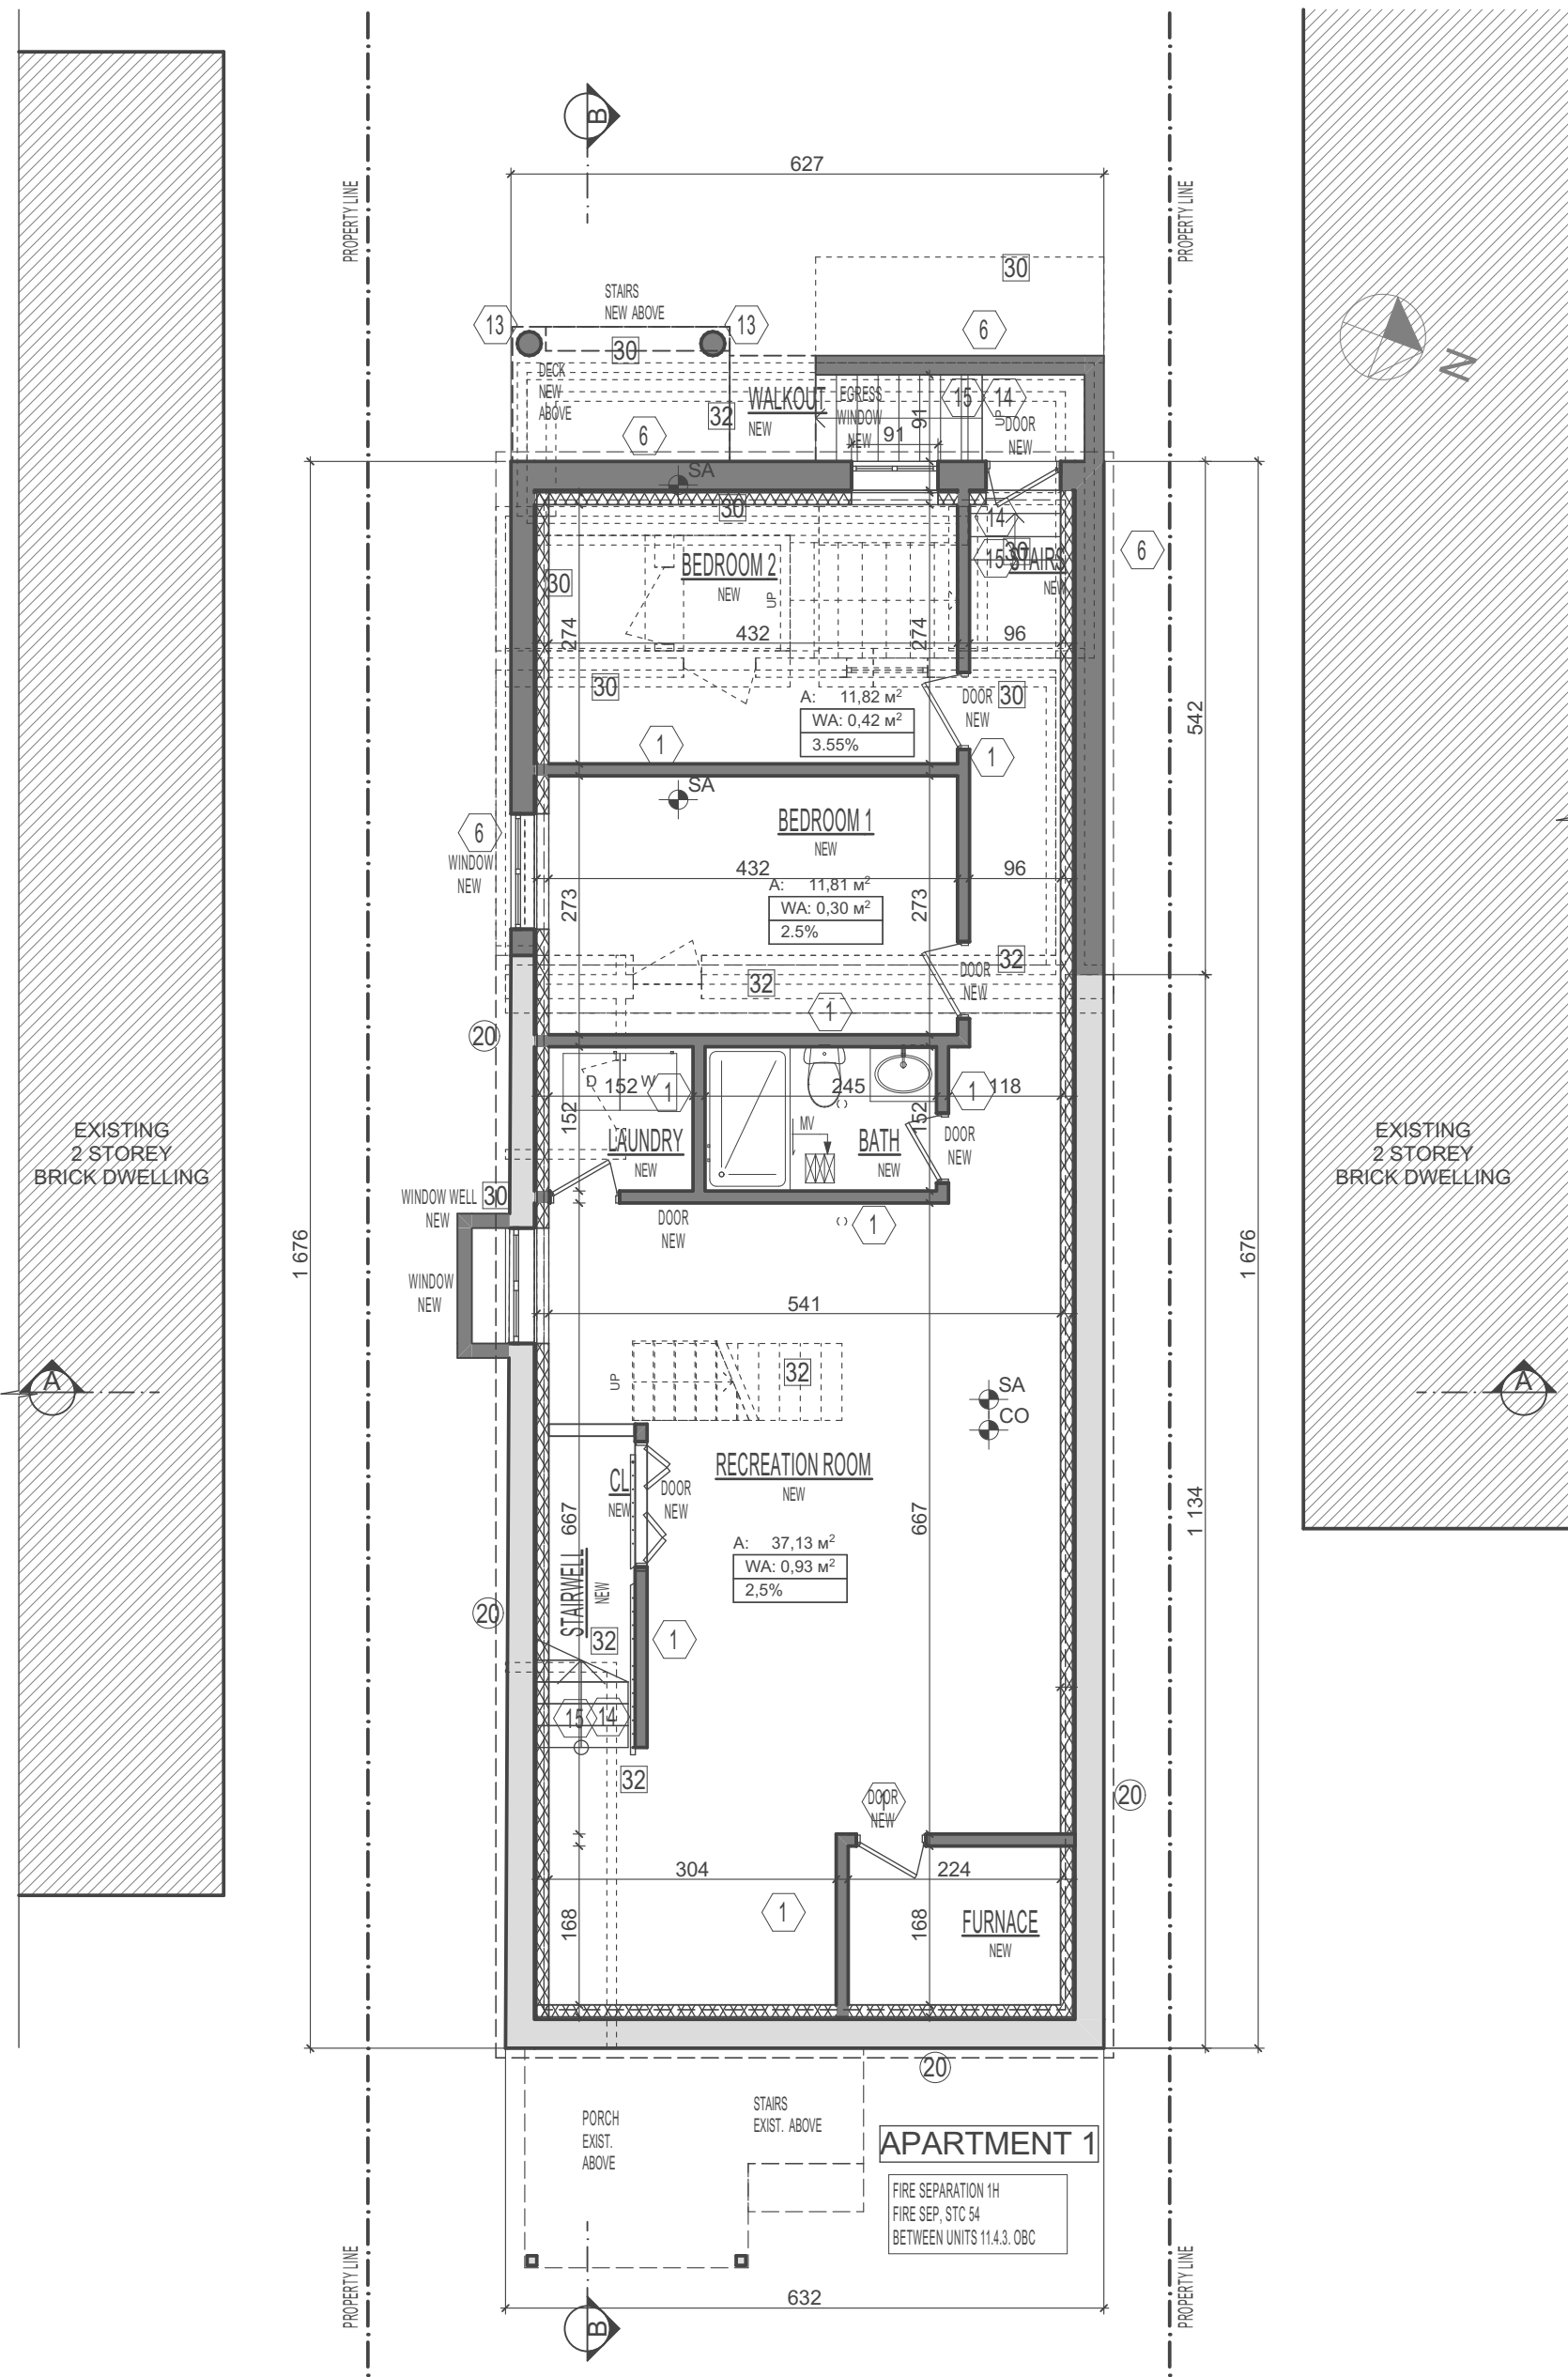 B
627
PROPERTY LINE
PROPERTY LINE
30
STAIRS
NEW ABOVE
13
13
6
30
N
DECK
NEW
ABOVE
32
WALKOUT
NEW
EGRESS
WINDOW
NEW
91
91
15
14
UP
DOOR
NEW
6
SA
30
14
15
30
STAIRS
NEW
6
30
BEDROOM 2
NEW
UP
274
432
274
96
30
A: 11,82 м²
WA: 0,42 м²
3.55%
DOOR
NEW
30
542
1
1
SA
BEDROOM 1
NEW
6
WINDOW
NEW
432
96
273
A: 11,81 м²
WA: 0,30 м²
2.5%
273
32
DOOR
NEW
32
1
20
D
152
W
1
245
1
118
152
152
MV
LAUNDRY
NEW
BATH
NEW
DOOR
NEW
EXISTING
2 STOREY
BRICK DWELLING
EXISTING
2 STOREY
BRICK DWELLING
WINDOW WELL
NEW
30
DOOR
NEW
1
1 676
1 676
WINDOW
NEW
541
UP
32
A
A
SA
CO
RECREATION ROOM
NEW
CL
NEW
DOOR
NEW
667
667
1 134
A: 37,13 м²
WA: 0,93 м²
2,5%
STAIRWELL
NEW
20
32
1
15
14
32
DOOR
NEW
1
20
304
224
1
168
168
FURNACE
NEW
20
PORCH
EXIST.
ABOVE
STAIRS
EXIST. ABOVE
APARTMENT 1
FIRE SEPARATION 1H
FIRE SEP, STC 54
BETWEEN UNITS 11.4.3. OBC
PROPERTY LINE
PROPERTY LINE
632
B